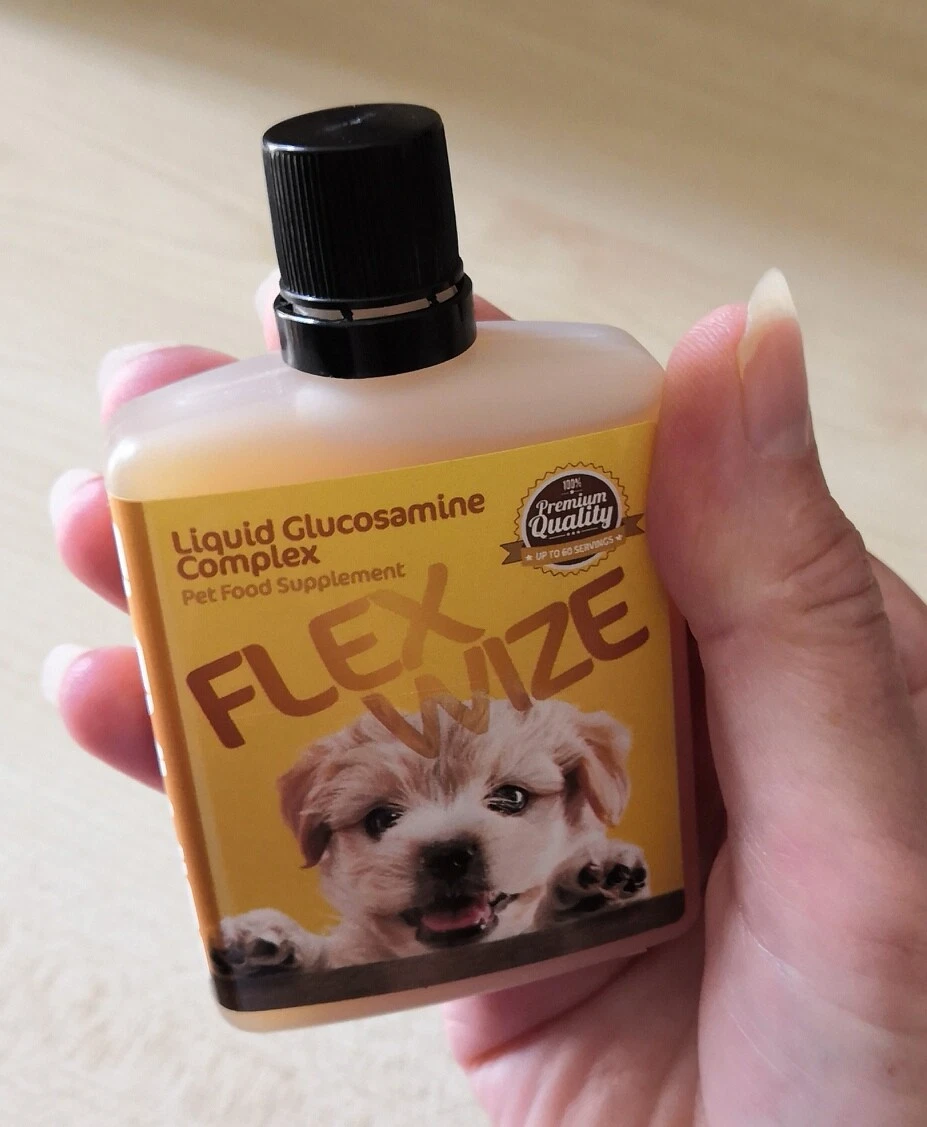 Liquid Glucosamine
Complex
Pet Food Supplement
100%
Premium
Quality
UP TO 60 SERVINGS
FLEX
WIZE